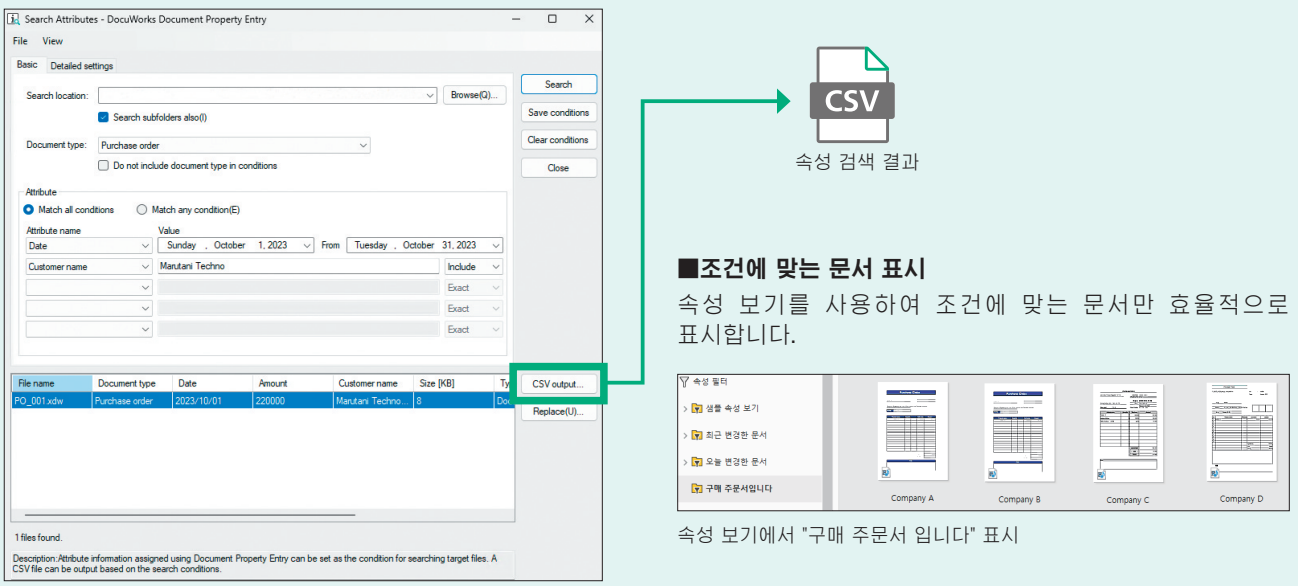 Search Attributes - DocuWorks Document Property Entry
File View
Basic Detailed settings
Search location: Browse(Q)...
Search subfolders also(I)
Document type: Purchase order
Do not include document type in conditions
Search
Save conditions
Clear conditions
Close
Attribute
Match all conditions Match any condition(E)
Attribute name Value
Date Sunday , October 1, 2023 From Tuesday , October 31, 2023
Customer name Marutani Techno Include
Exact
Exact
Exact
File name Document type Date Amount Customer name Size [KB] Ty
PO_001.xdw Purchase order 2023/10/01 220000 Marutani Techno... 8 Doc
CSV output...
Replace(U)...
1 files found.
Description:Attribute information assigned using Document Property Entry can be set as the condition for searching target files. A
CSV file can be output based on the search conditions.
CSV
속성 검색 결과
■조건에 맞는 문서 표시
속성 보기를 사용하여 조건에 맞는 문서만 효율적으로
표시합니다.
속성 필터
샘플 속성 보기
최근 변경한 문서
오늘 변경한 문서
구매 주문서입니다
Company A Company B Company C Company D
속성 보기에서 "구매 주문서 입니다" 표시